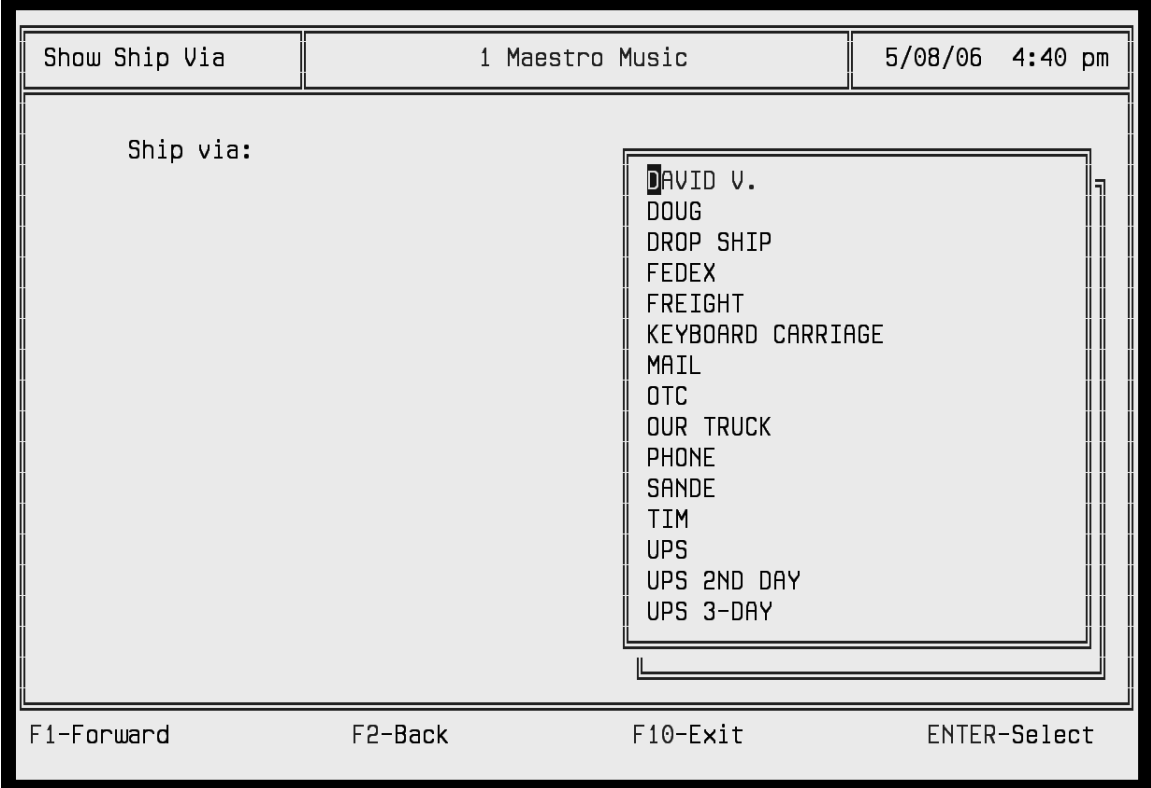 Show Ship Via 1 Maestro Music 5/08/06 4:40 pm
Ship via:
DAVID V.
DOUG
DROP SHIP
FEDEX
FREIGHT
KEYBOARD CARRIAGE
MAIL
OTC
OUR TRUCK
PHONE
SANDE
TIM
UPS
UPS 2ND DAY
UPS 3-DAY
F1-Forward F2-Back F10-Exit ENTER-Select